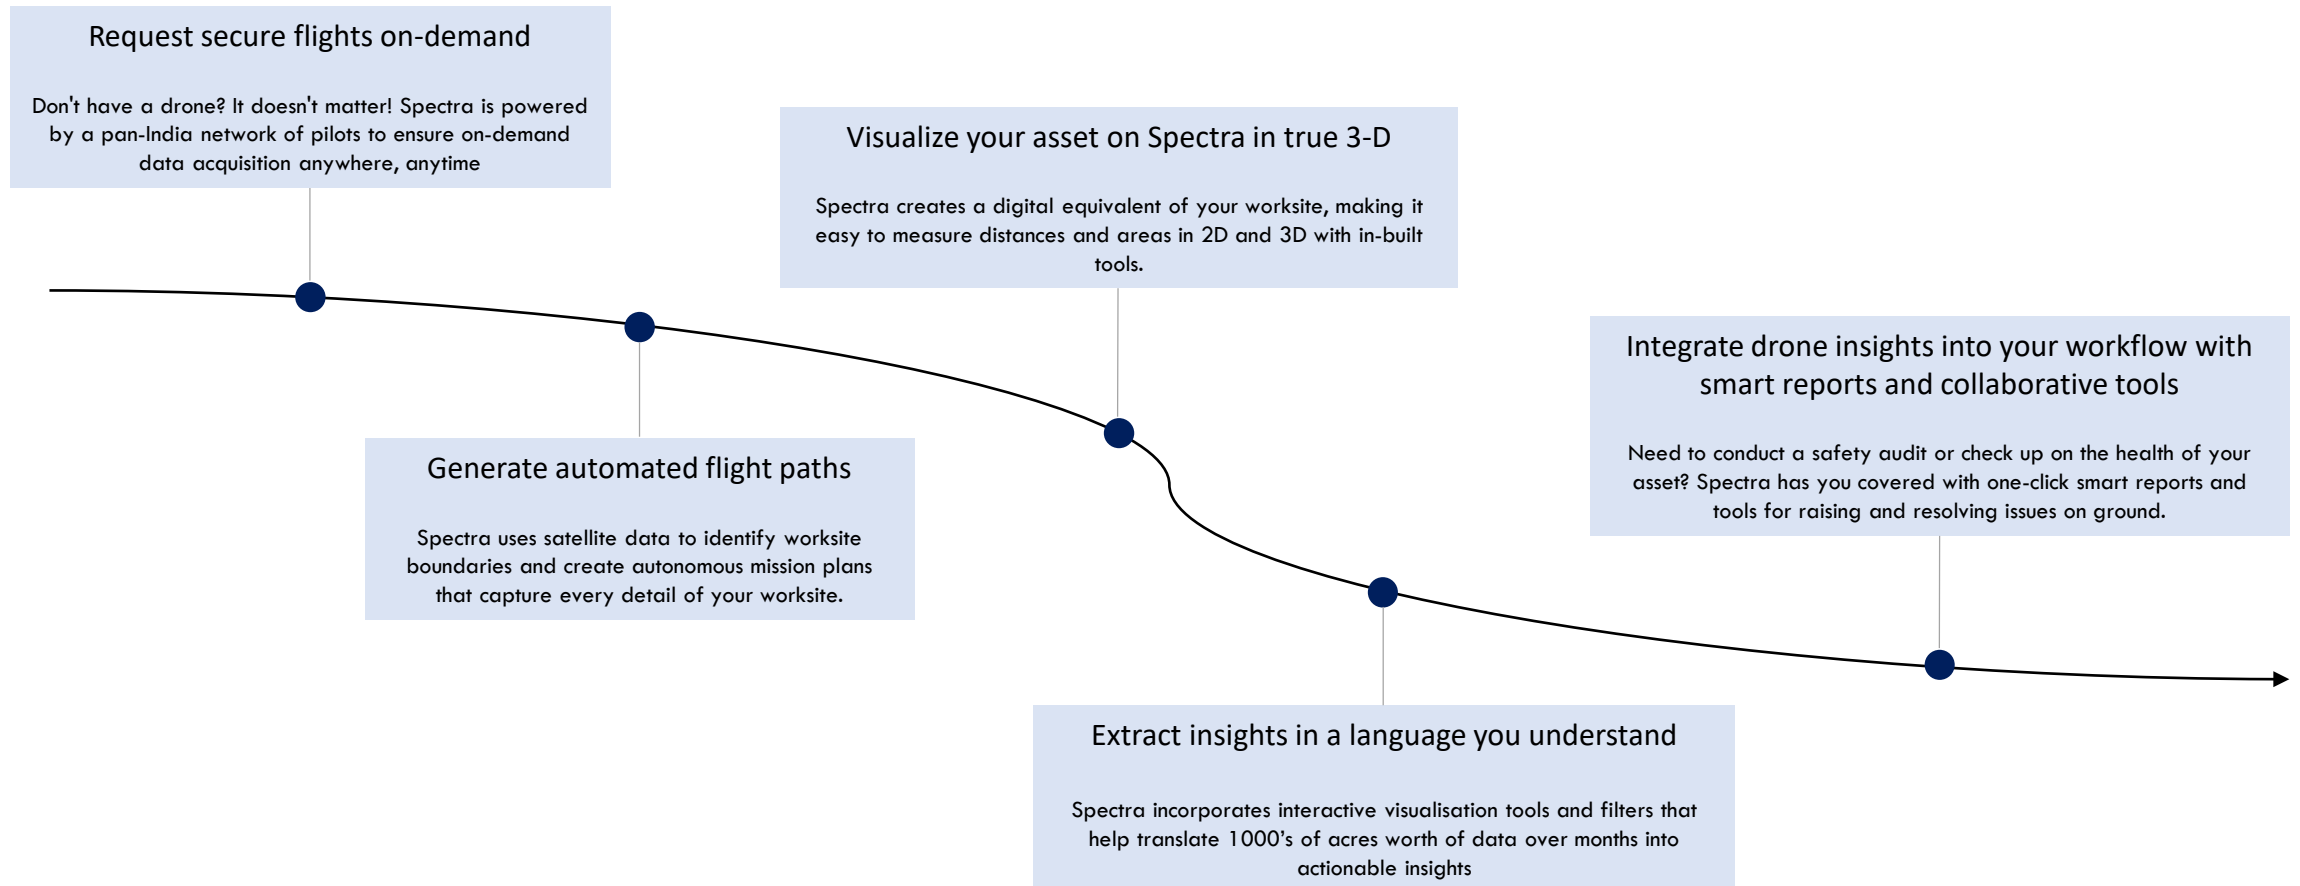 Request secure flights on-demand
Don't have a drone? It doesn't matter! Spectra is powered
by a pan-India network of pilots to ensure on-demand
data acquisition anywhere, anytime
Generate automated flight paths
Spectra uses satellite data to identify worksite
boundaries and create autonomous mission plans
that capture every detail of your worksite.
Visualize your asset on Spectra in true 3-D
Spectra creates a digital equivalent of your worksite, making it
easy to measure distances and areas in 2D and 3D with in-built
tools.
Extract insights in a language you understand
Spectra incorporates interactive visualisation tools and filters that
help translate 1000’s of acres worth of data over months into
actionable insights
Integrate drone insights into your workflow with
smart reports and collaborative tools
Need to conduct a safety audit or check up on the health of your
asset? Spectra has you covered with one-click smart reports and
tools for raising and resolving issues on ground.